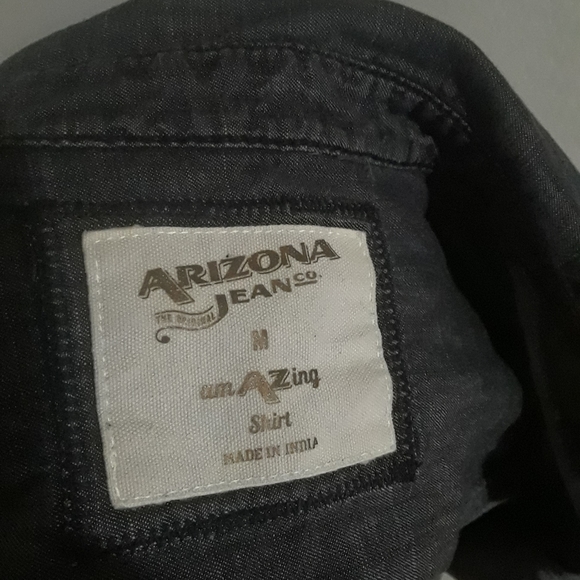 ARIZONA
JEAN CO.
THE ORIGINAL
M
amAZing
Shirt
MADE IN INDIA